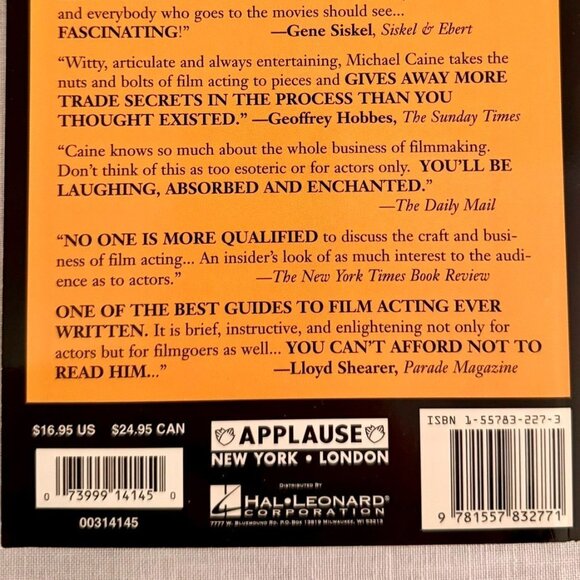 and everybody who goes to the movies should see...
FASCINATING!” —Gene Siskel, Siskel & Ebert
“Witty, articulate and always entertaining, Michael Caine takes the
nuts and bolts of film acting to pieces and GIVES AWAY MORE
TRADE SECRETS IN THE PROCESS THAN YOU
THOUGHT EXISTED.” —Geoffrey Hobbes, The Sunday Times
“Caine knows so much about the whole business of filmmaking.
Don’t think of this as too esoteric or for actors only. YOU’LL BE
LAUGHING, ABSORBED AND ENCHANTED.”
—The Daily Mail
“NO ONE IS MORE QUALIFIED to discuss the craft and busi-
ness of film acting... An insider’s look of as much interest to the audi-
ence as to actors.” —The New York Times Book Review
ONE OF THE BEST GUIDES TO FILM ACTING EVER
WRITTEN. It is brief, instructive, and enlightening not only for
actors but for filmgoers as well... YOU CAN’T AFFORD NOT TO
READ HIM...” —Lloyd Shearer, Parade Magazine
$16.95 US $24.95 CAN
0 73999 14145 0
00314145
APPLAUSE
NEW YORK • LONDON
DISTRIBUTED BY
HAL•LEONARD®
CORPORATION
7777 W. BLUEMOUND RD. P.O. BOX 13819 MILWAUKEE, WI 53213
ISBN 1-55783-227-3
9 781557 832771